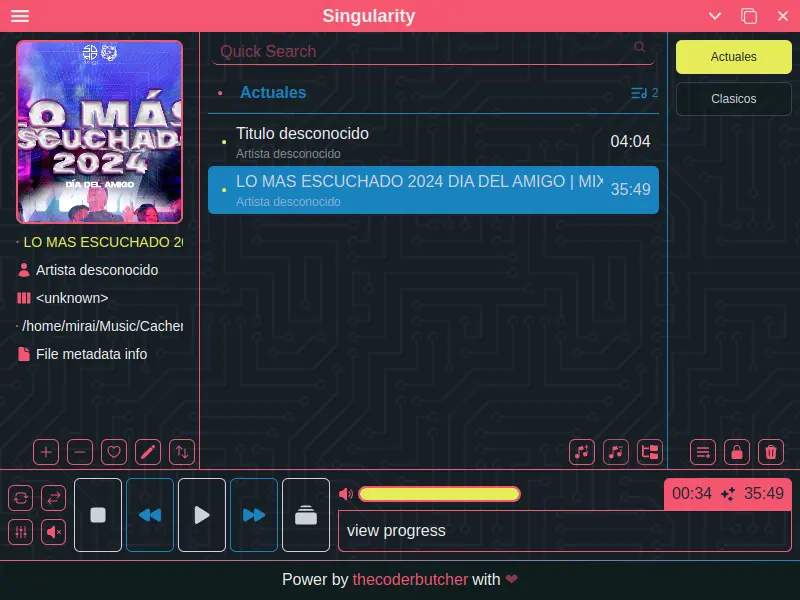 Singularity
LO MÁS
ESCUCHADO
2024
DÍA DEL AMIGO
LO MAS ESCUCHADO 20
Artista desconocido
<unknown>
/home/mirai/Music/Cacher
File metadata info
Quick Search
Actuales
2
Titulo desconocido
Artista desconocido
04:04
LO MAS ESCUCHADO 2024 DIA DEL AMIGO | MIX
Artista desconocido
35:49
Actuales
Clasicos
00:34
35:49
view progress
Power by thecoderbutcher with ❤